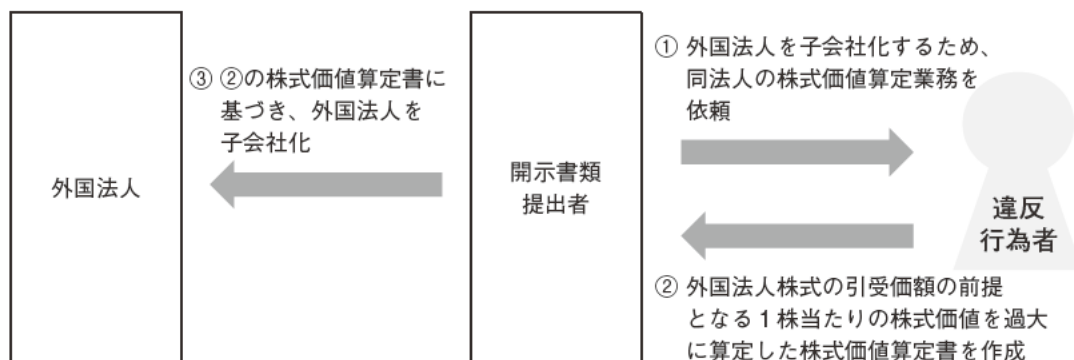 ① 外国法人を子会社化するため、
同法人の株式価値算定業務を
依頼
③ ②の株式価値算定書に
基づき、外国法人を
子会社化
外国法人
開示書類
提出者
違反
行為者
② 外国法人株式の引受価額の前提
となる1株当たりの株式価値を過大
に算定した株式価値算定書を作成